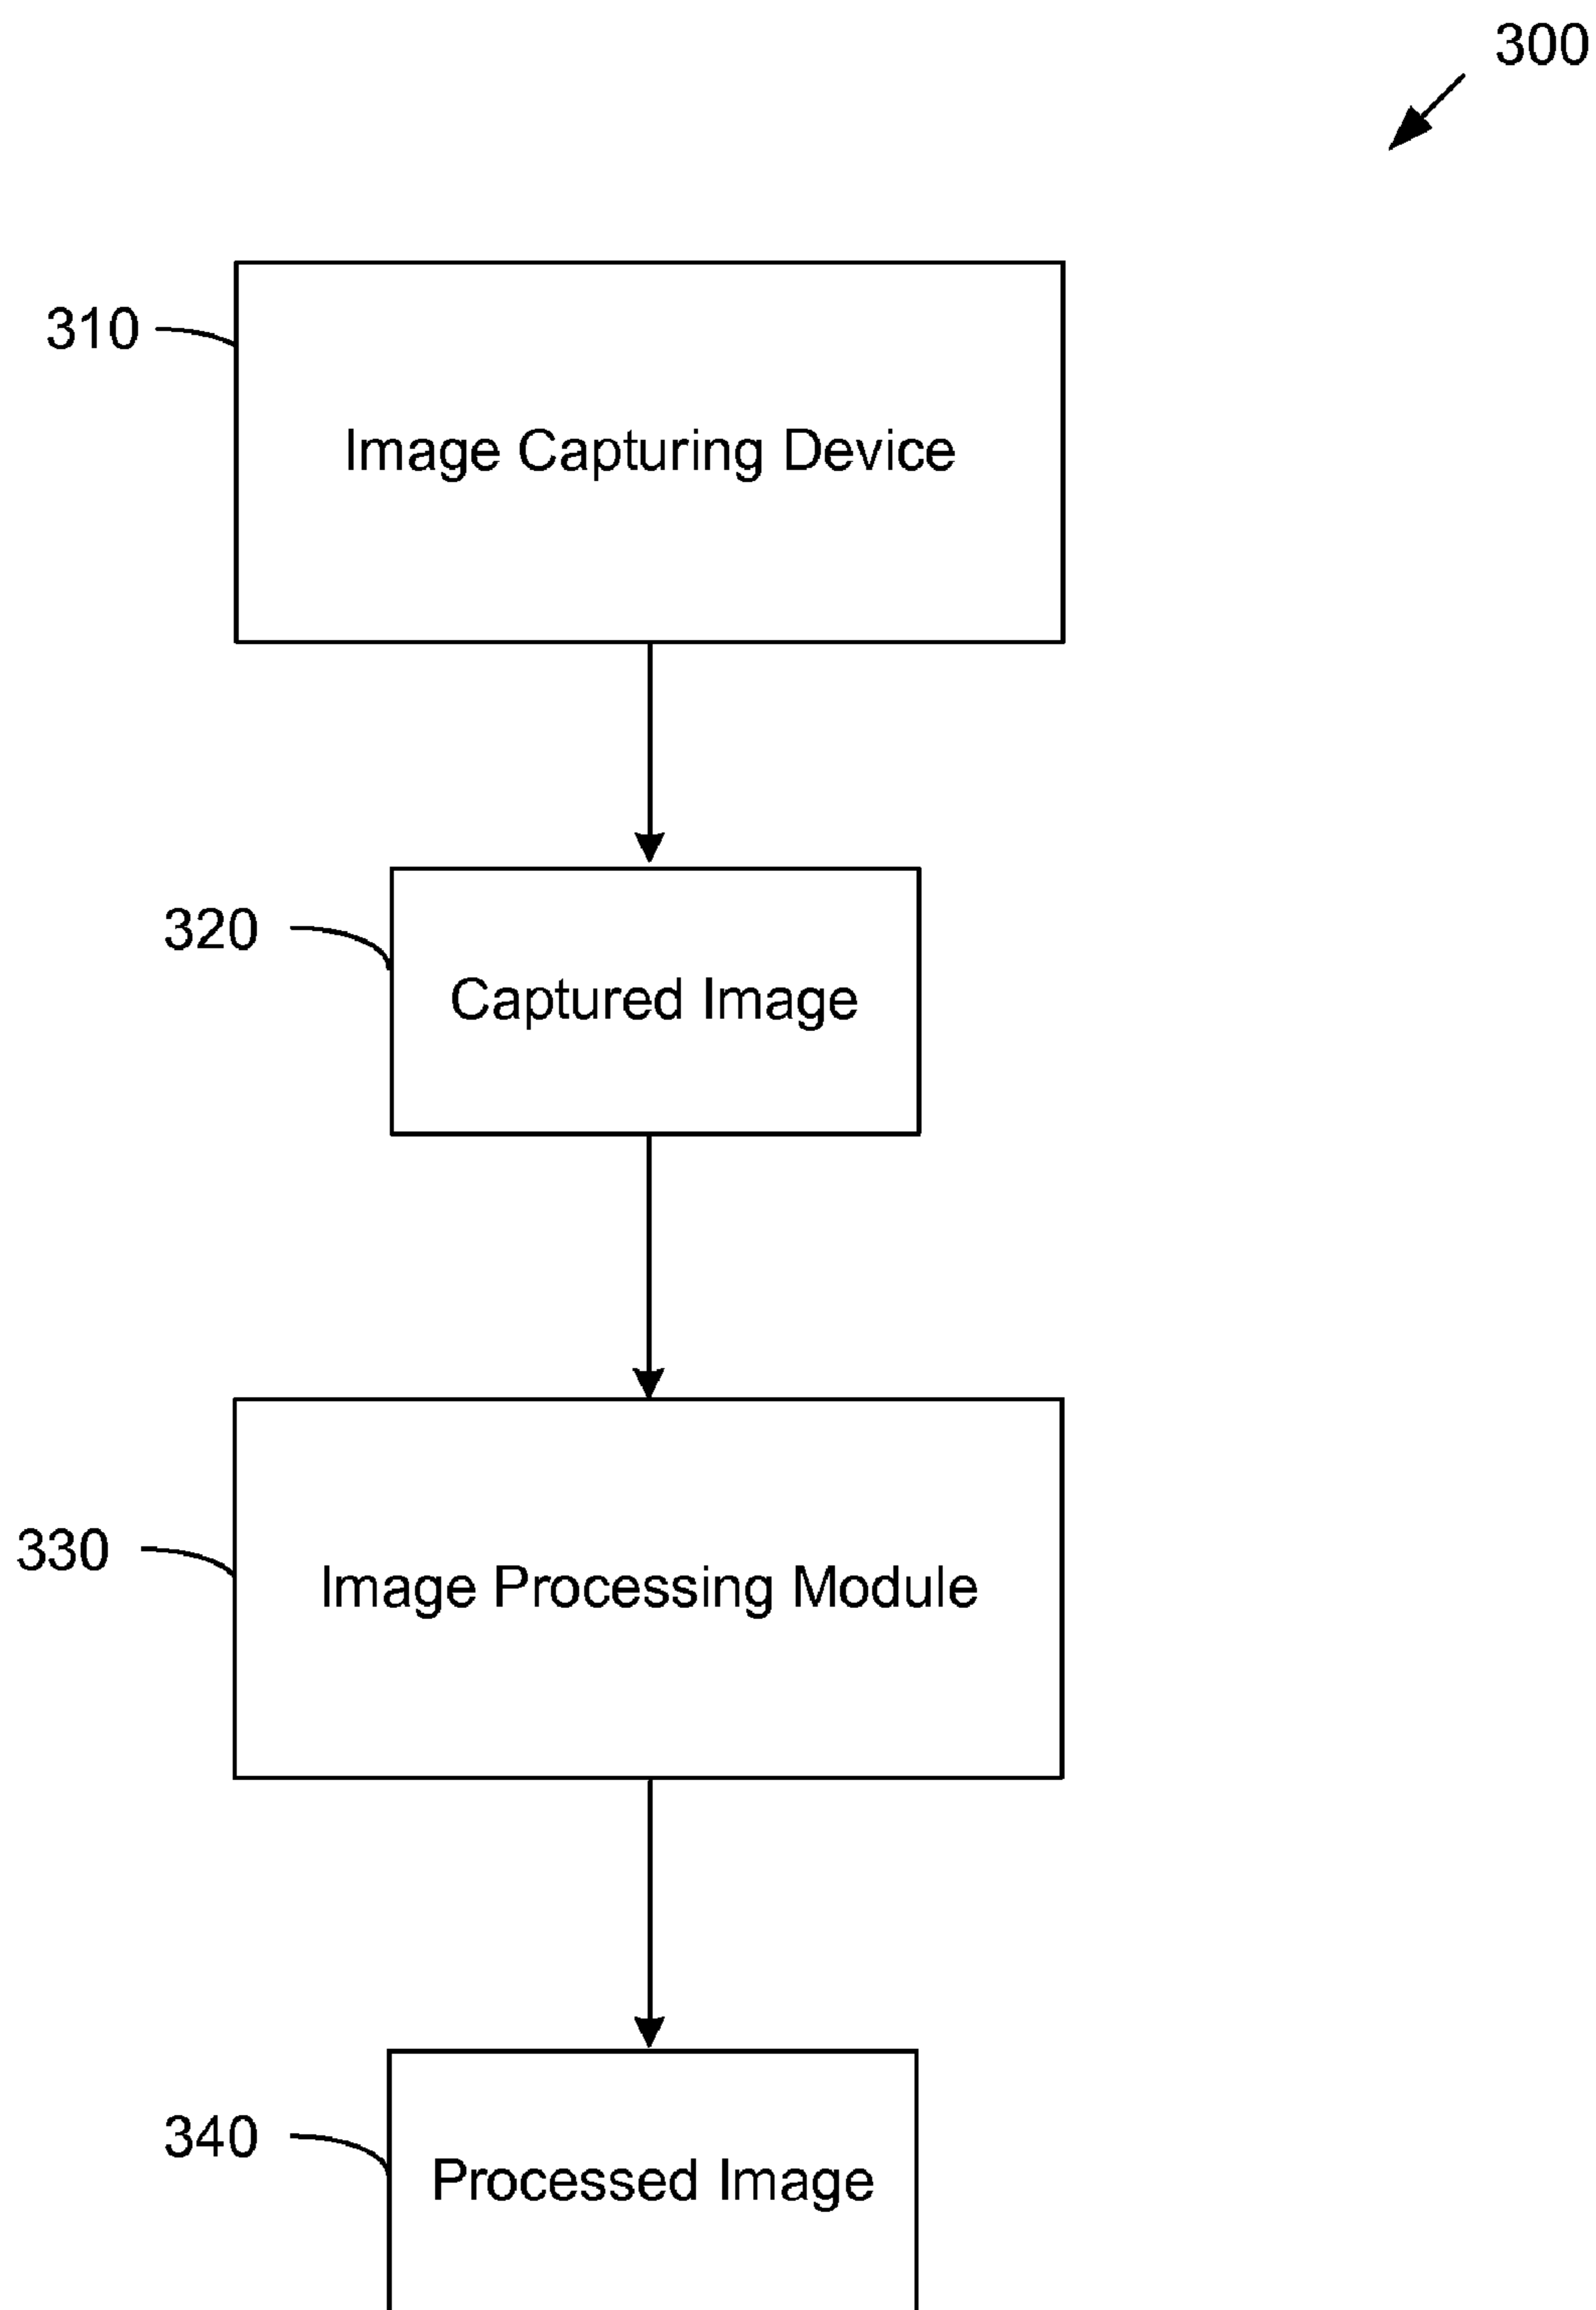 300
310
Image Capturing Device
320
Captured Image
330
Image Processing Module
340
Processed Image